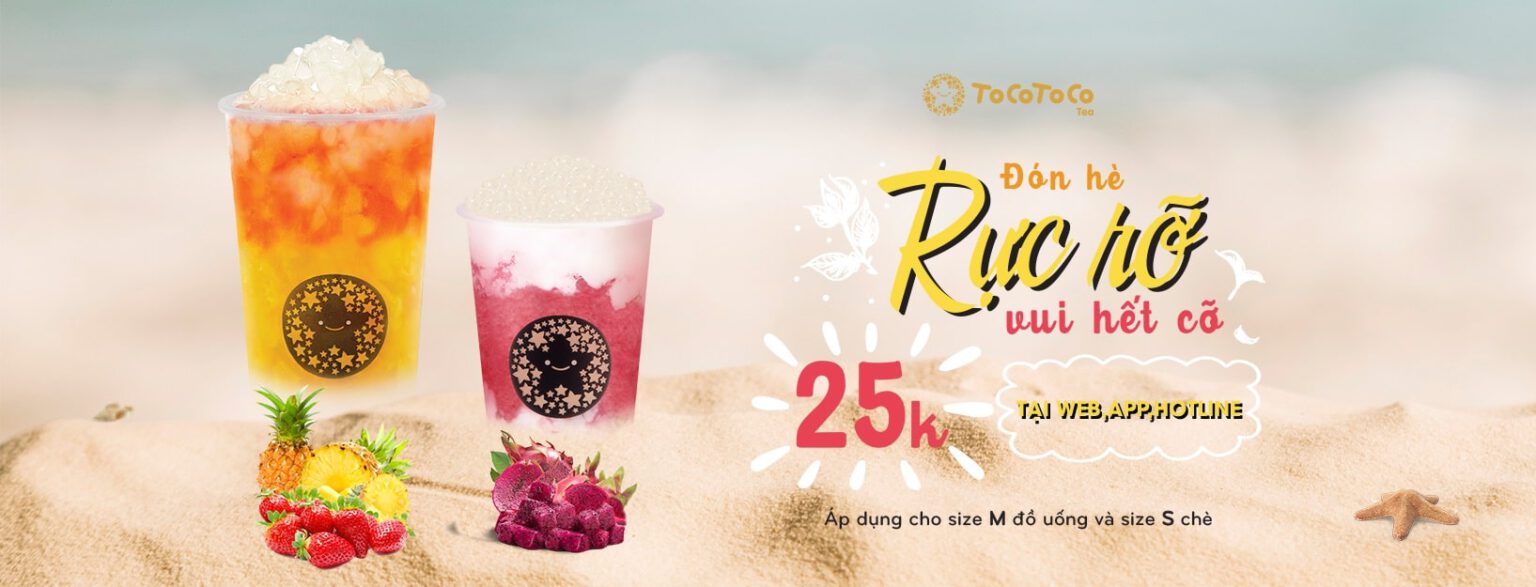 ToCoToCo
Tea
Đón hè
Rực rỡ
vui hết cỡ
25k
TẠI WEB,APP,HOTLINE
Áp dụng cho size M đồ uống và size S chè